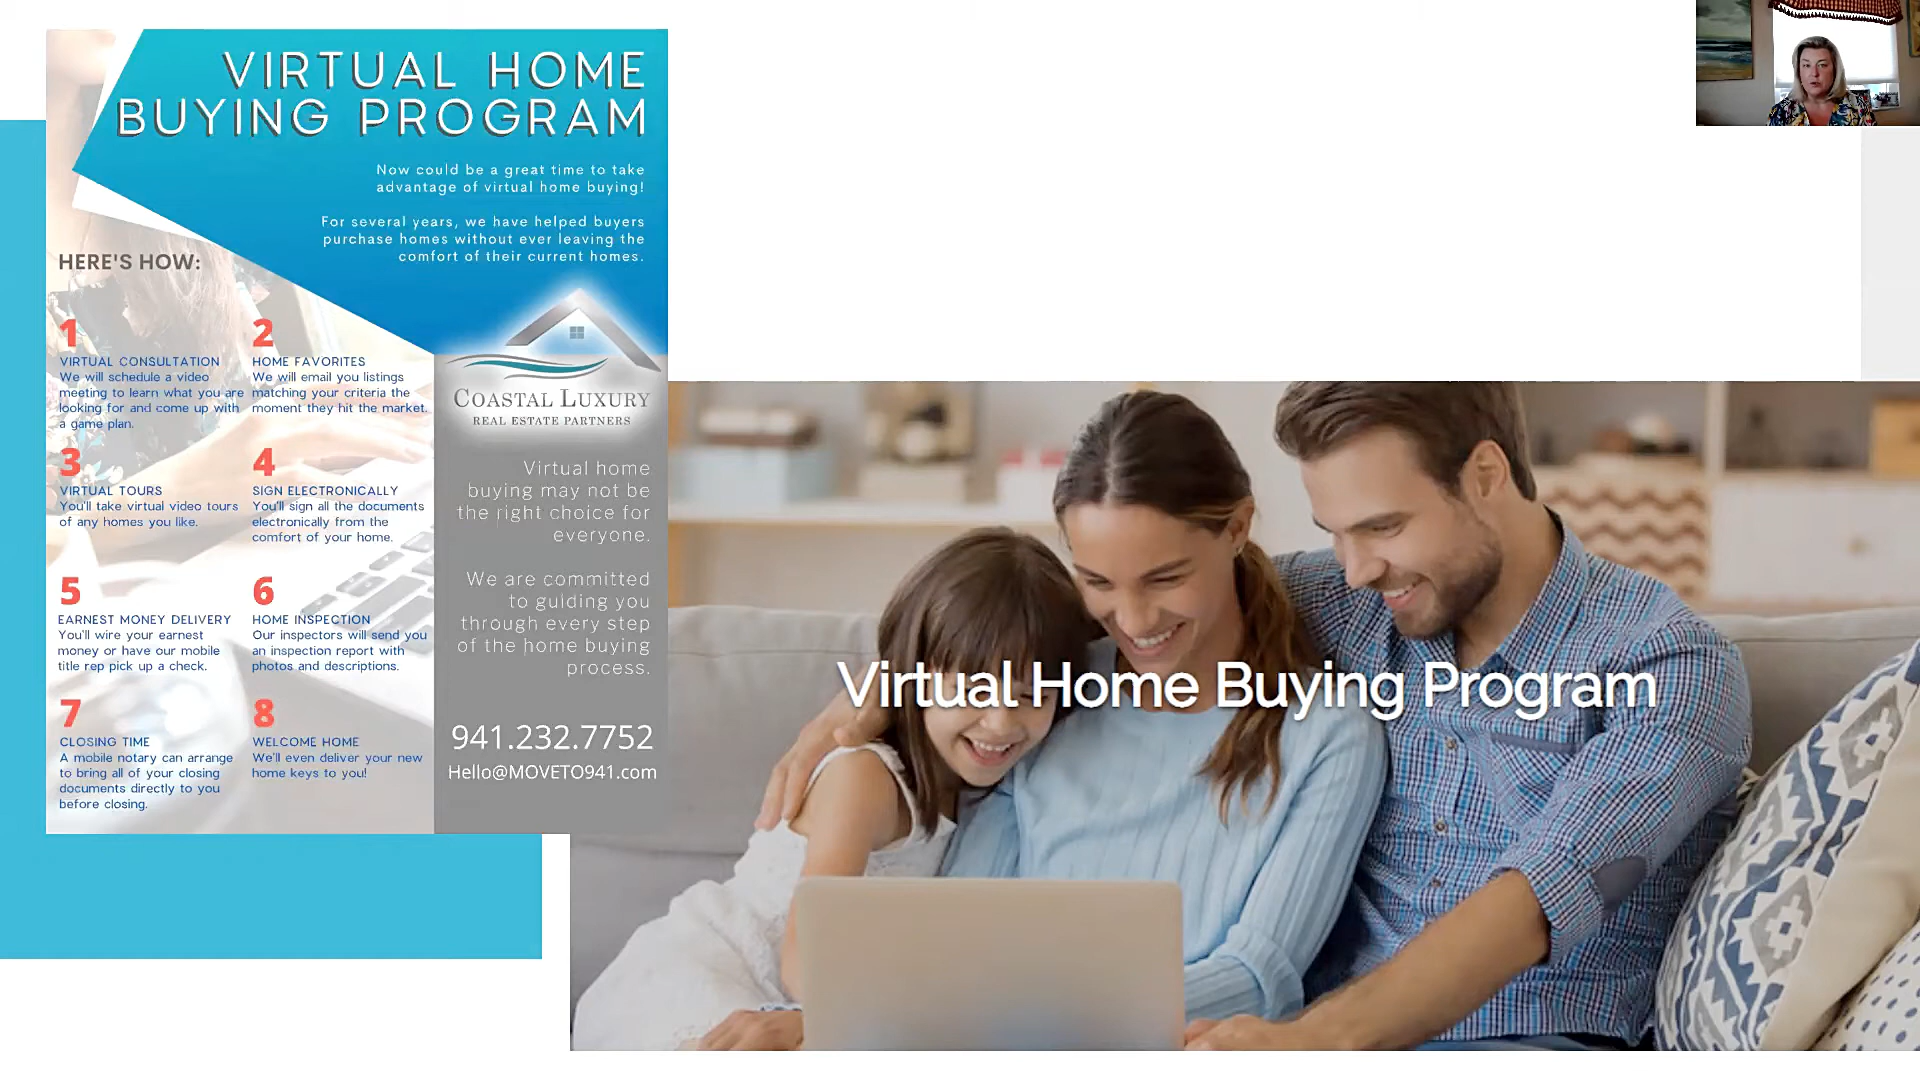 VIRTUAL HOME
BUYING PROGRAM
Now could be a great time to take
advantage of virtual home buying!
For several years, we have helped buyers
purchase homes without ever leaving the
comfort of their current homes.
HERE'S HOW:
1
VIRTUAL CONSULTATION
We will schedule a video
meeting to learn what you are
looking for and come up with
a game plan.
2
HOME FAVORITES
We will email you listings
matching your criteria the
moment they hit the market.
3
VIRTUAL TOURS
You'll take virtual video tours
of any homes you like.
4
SIGN ELECTRONICALLY
You'll sign all the documents
electronically from the
comfort of your home.
5
EARNEST MONEY DELIVERY
You'll wire your earnest
money or have our mobile
title rep pick up a check.
6
HOME INSPECTION
Our inspectors will send you
an inspection report with
photos and descriptions.
7
CLOSING TIME
A mobile notary can arrange
to bring all of your closing
documents directly to you
before closing.
8
WELCOME HOME
We'll even deliver your new
home keys to you!
COASTAL LUXURY
REAL ESTATE PARTNERS
Virtual home
buying may not be
the right choice for
everyone.
We are committed
to guiding you
through every step
of the home buying
process.
941.232.7752
Hello@MOVETO941.com
Virtual Home Buying Program